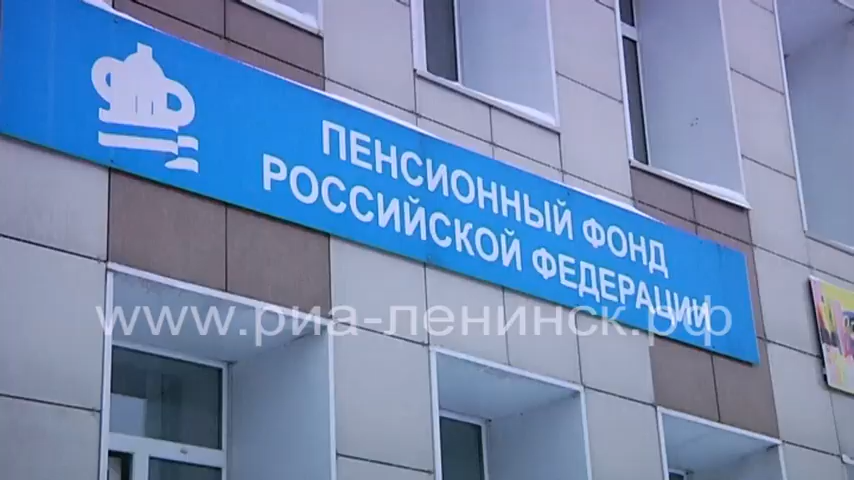 ПЕНСИОННЫЙ ФОНД
РОССИЙСКОЙ ФЕДЕРАЦИИ
www.риа-ленинск.рф